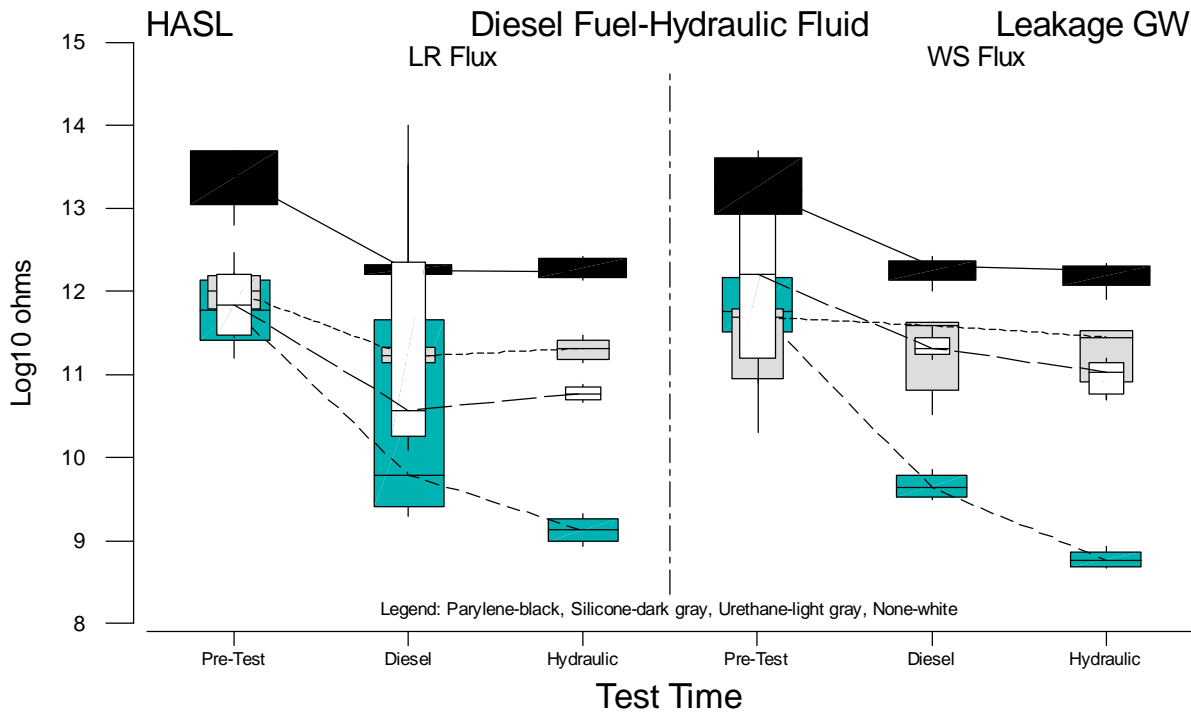 HASL Diesel Fuel-Hydraulic Fluid Leakage GW
LR Flux WS Flux
15
14
13
12
11
10
9
8
Log10 ohms
Legend: Parylene-black, Silicone-dark gray, Urethane-light gray, None-white
Pre-Test Diesel Hydraulic Pre-Test Diesel Hydraulic
Test Time